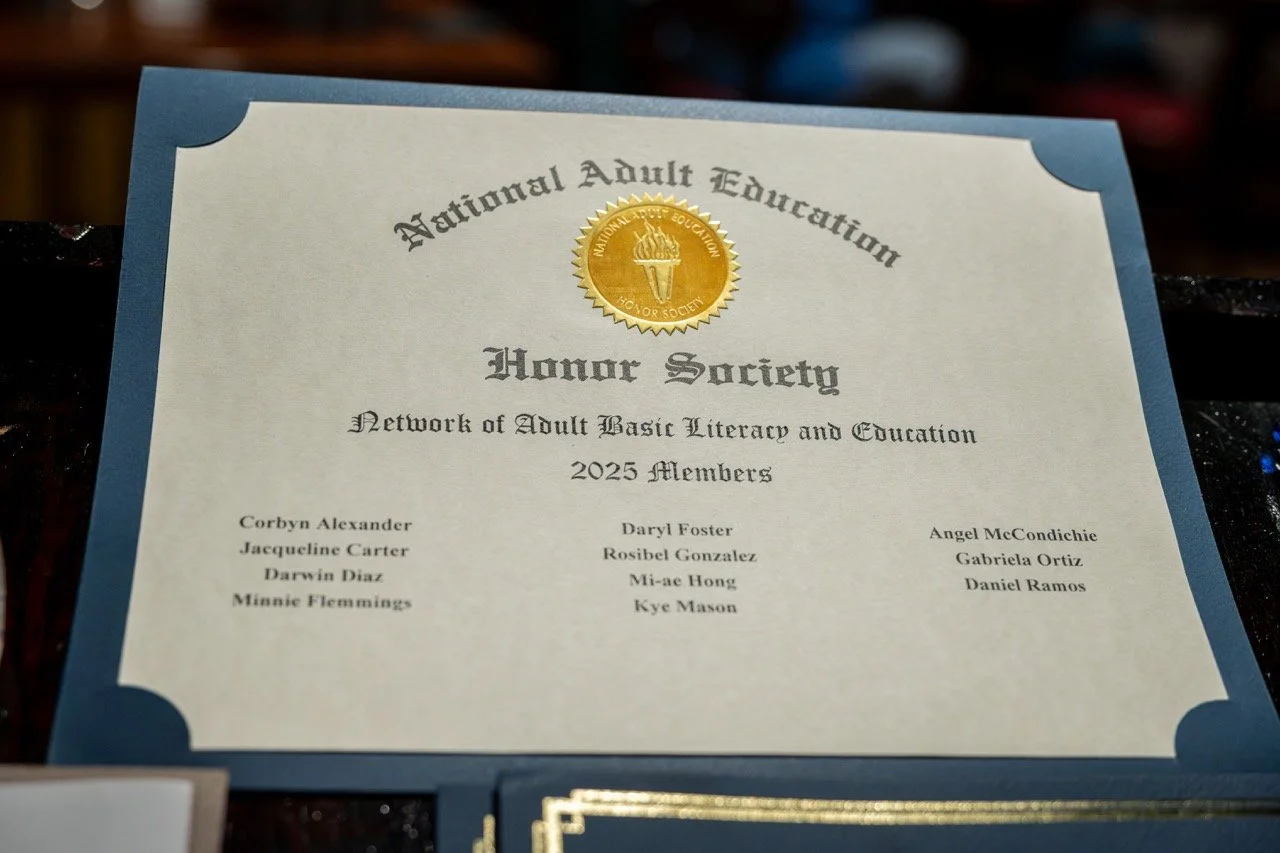 National Adult Education
NATIONAL ADULT EDUCATION
HONOR SOCIETY
Honor Society
Network of Adult Basic Literacy and Education
2025 Members
Corbyn Alexander
Jacqueline Carter
Darwin Diaz
Minnie Flemmings
Daryl Foster
Rosibel Gonzalez
Mi-ae Hong
Kye Mason
Angel McCondichie
Gabriela Ortiz
Daniel Ramos